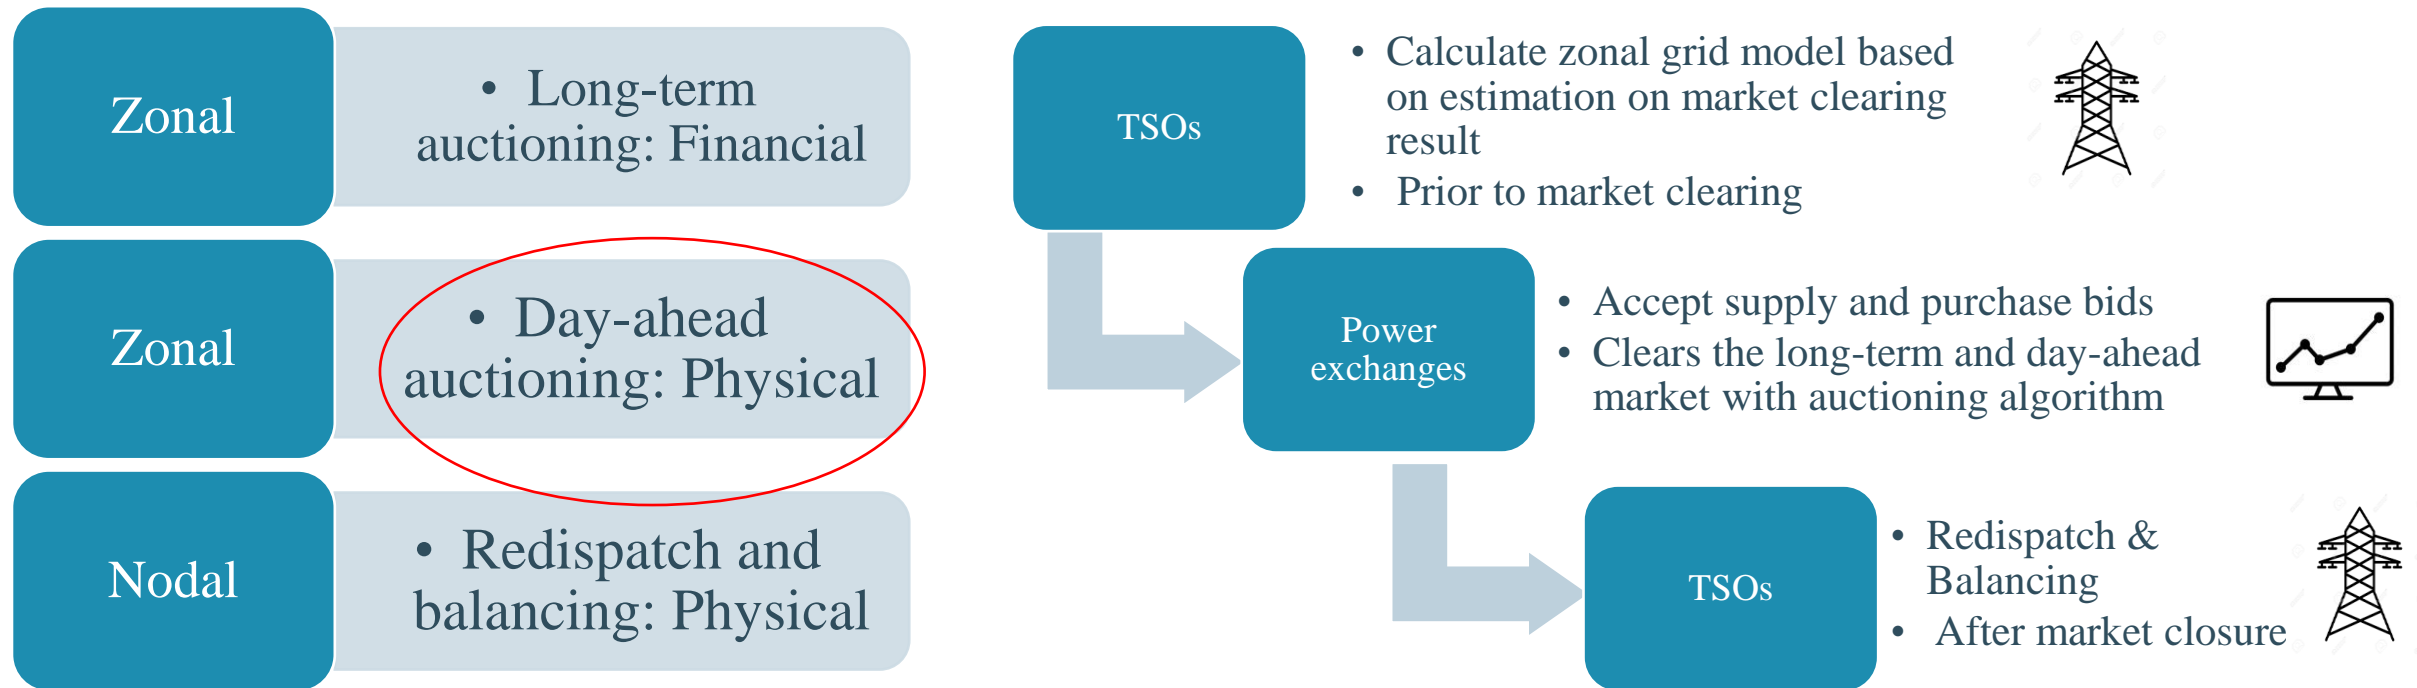 Zonal
• Long-term
auctioning: Financial
Zonal
• Day-ahead
auctioning: Physical
Nodal
• Redispatch and
balancing: Physical
TSOs
• Calculate zonal grid model based
on estimation on market clearing
result
• Prior to market clearing
Power
exchanges
• Accept supply and purchase bids
• Clears the long-term and day-ahead
market with auctioning algorithm
TSOs
• Redispatch &
Balancing
• After market closure